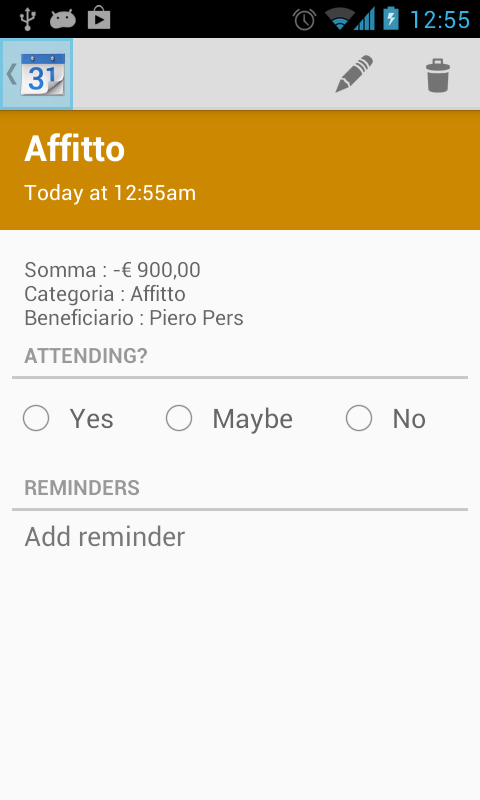 12:55
31
Affitto
Today at 12:55am
Somma : -€ 900,00
Categoria : Affitto
Beneficiario : Piero Pers
ATTENDING?
Yes Maybe No
REMINDERS
Add reminder